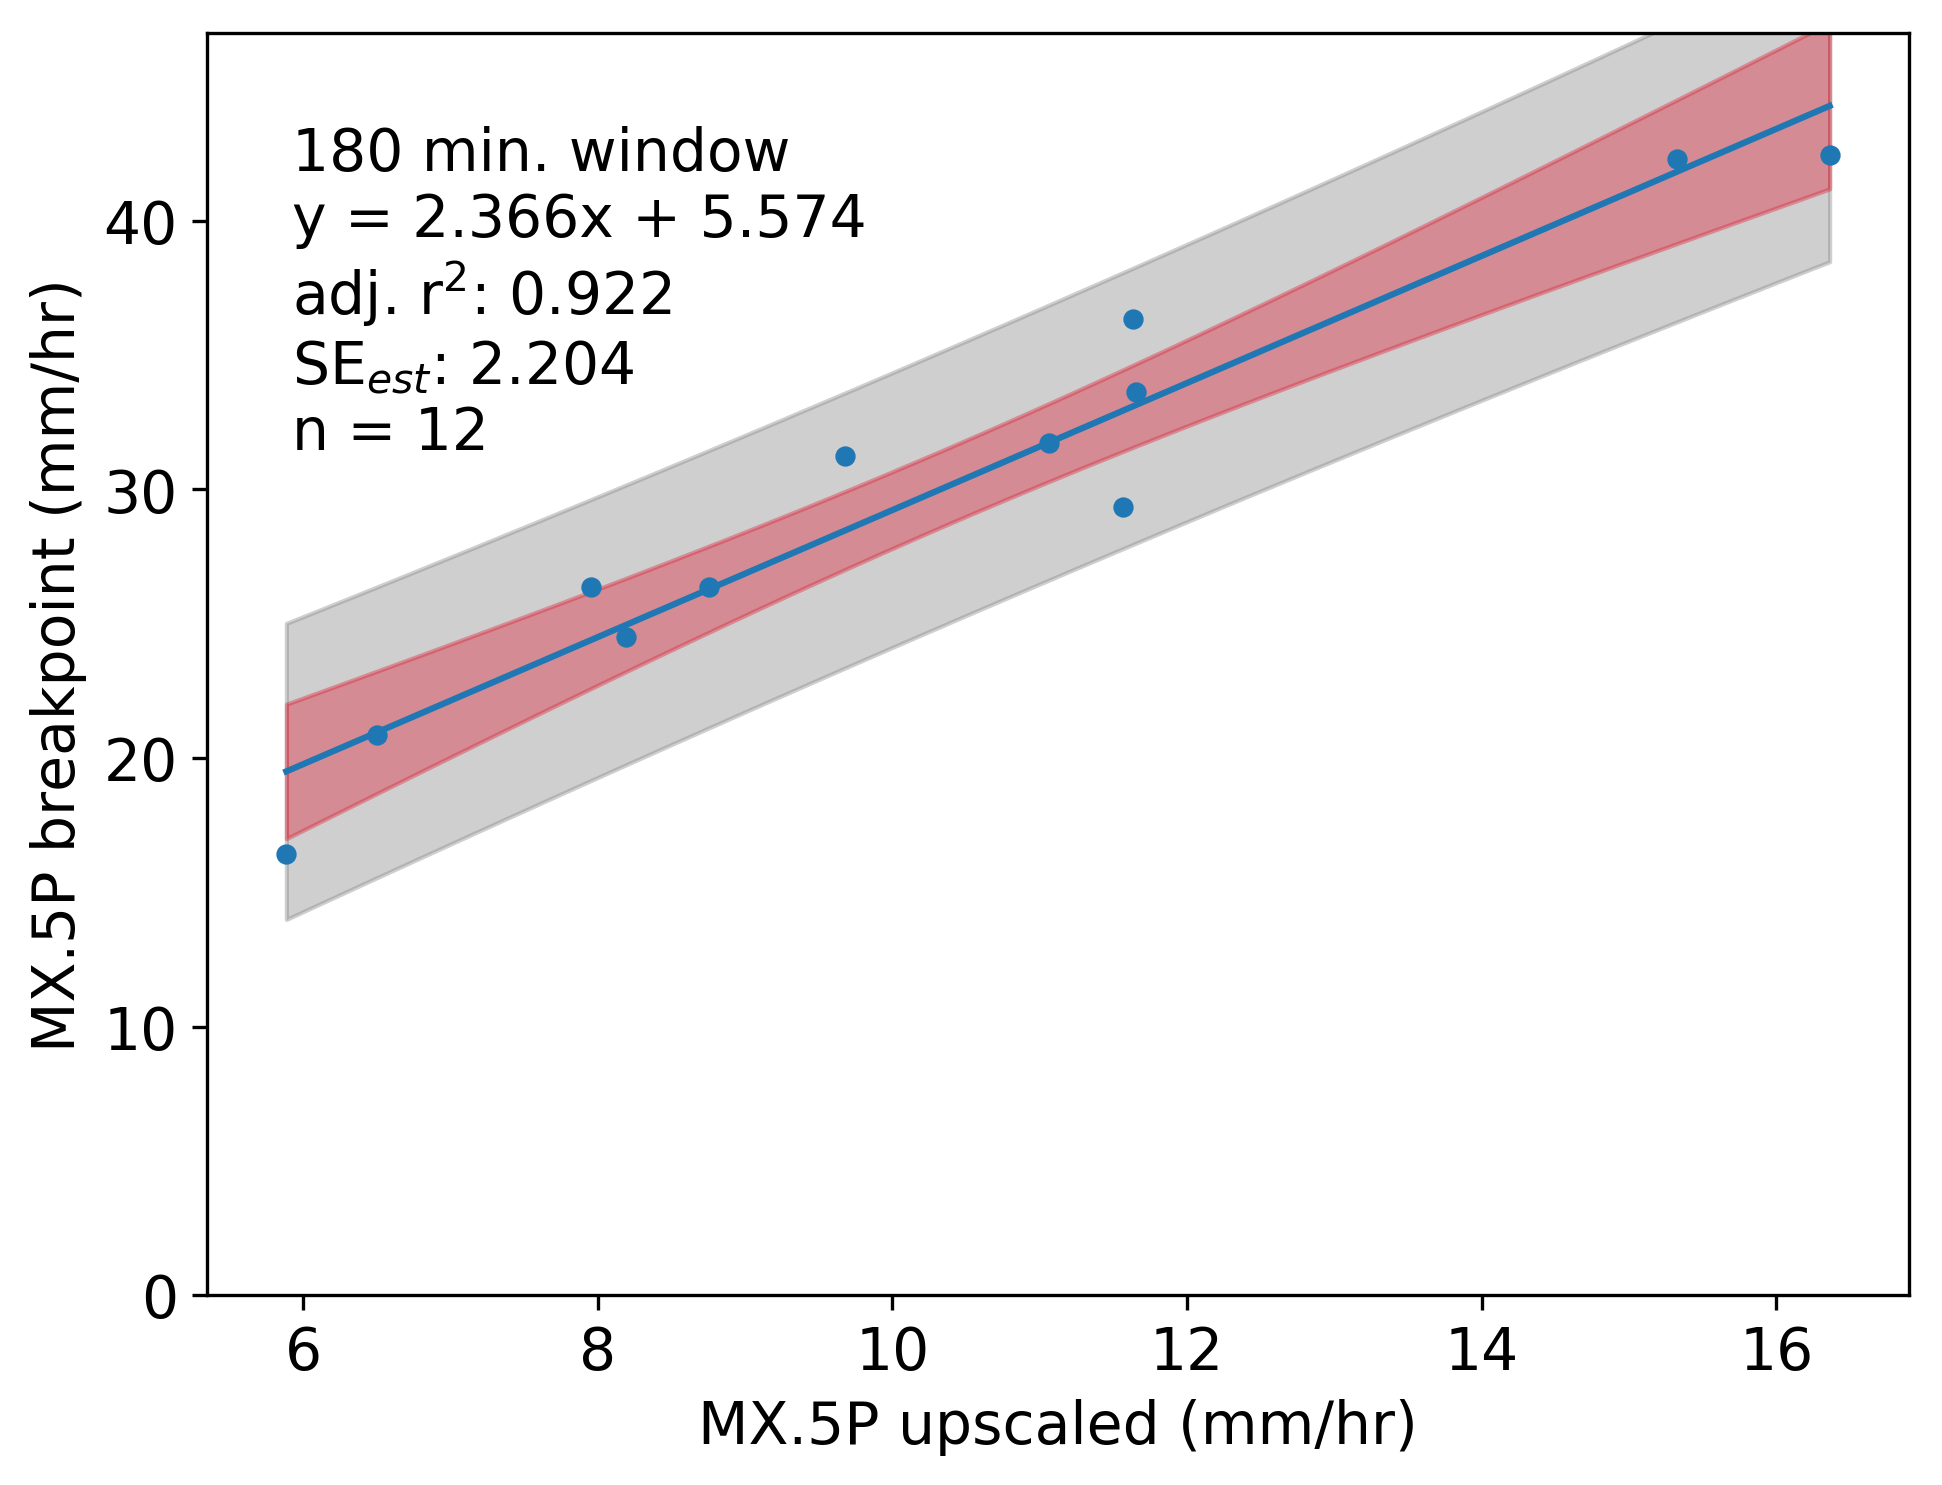 180 min. window
y = 2.366x + 5.574
adj. r²: 0.922
SEest: 2.204
n = 12
MX.5P breakpoint (mm/hr)
40
30
20
10
0
6 8 10 12 14 16
MX.5P upscaled (mm/hr)